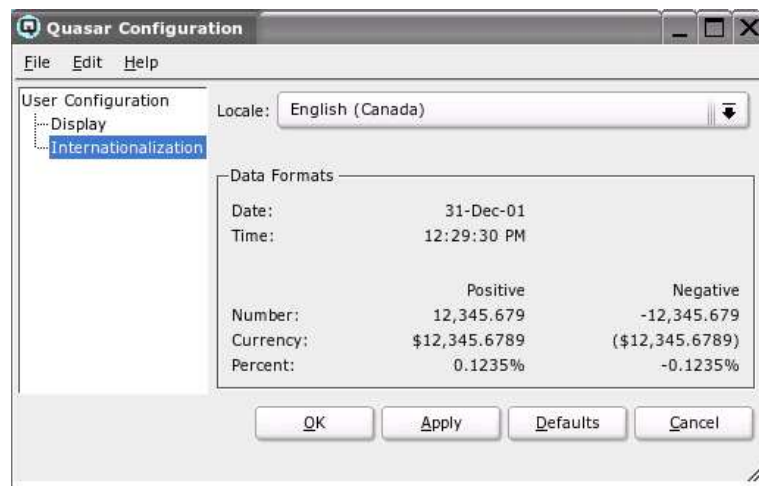 Quasar Configuration
File Edit Help
User Configuration
Display
Internationalization
Locale: English (Canada)
Data Formats
Date: 31-Dec-01
Time: 12:29:30 PM
Positive Negative
Number: 12,345.679 -12,345.679
Currency: $12,345.6789 ($12,345.6789)
Percent: 0.1235% -0.1235%
OK Apply Defaults Cancel